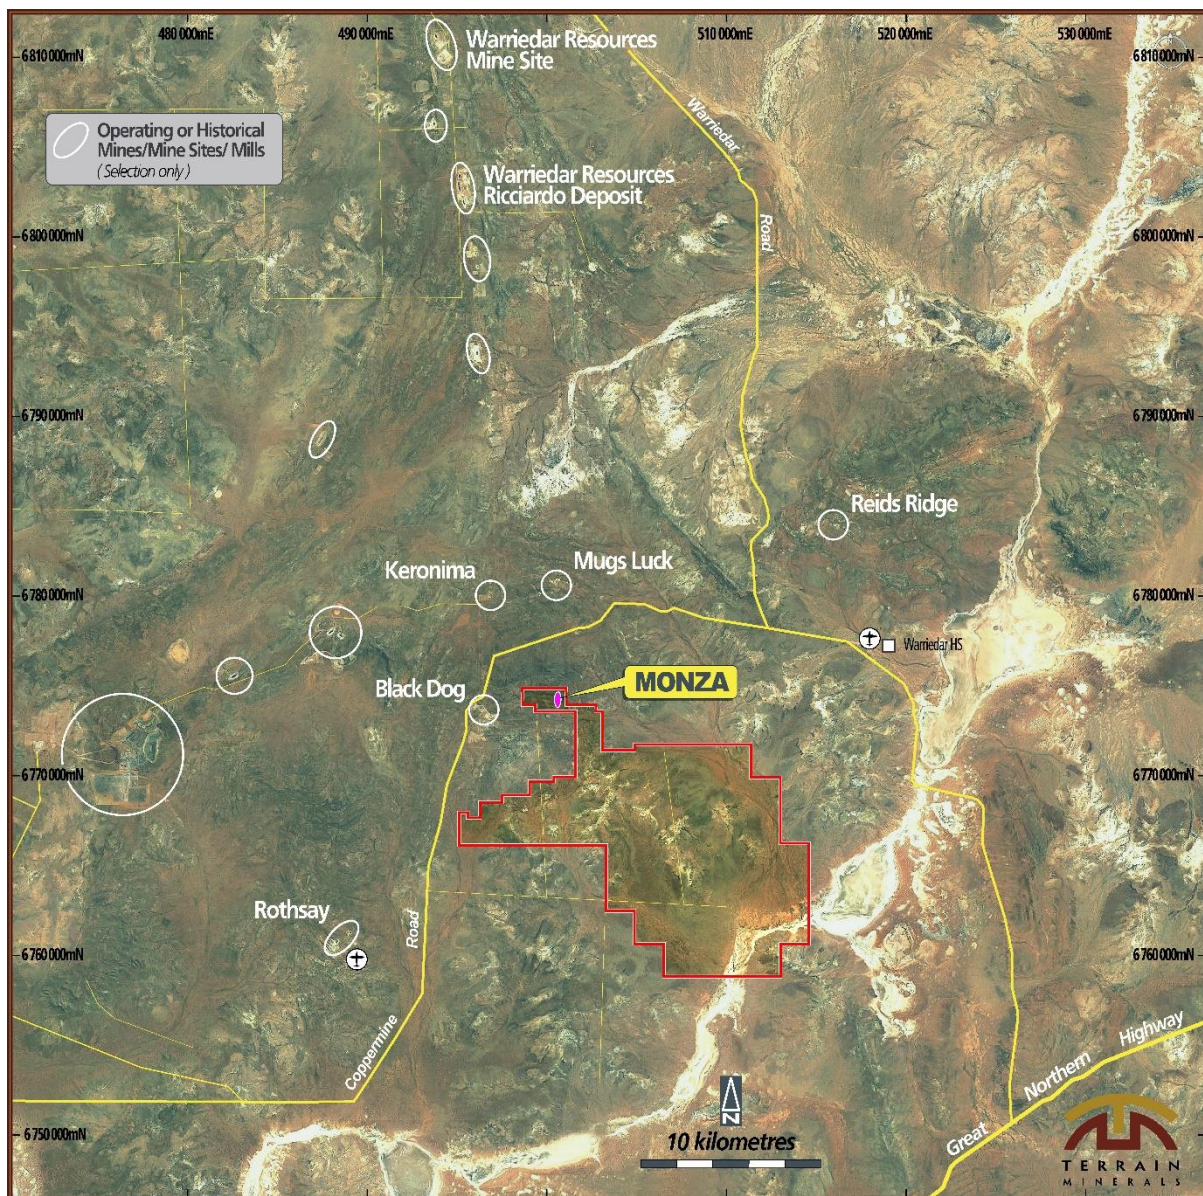 480 000mE
490 000mE
510 000mE
520 000mE
530 000mE
6 810 000mN
6 810 000mN
Warriedar Resources
Mine Site
Operating or Historical
Mines/Mine Sites/ Mills
( Selection only )
Warriedar
Road
Warriedar Resources
Ricciardo Deposit
6 800 000mN
6 800 000mN
6 790 000mN
6 790 000mN
Reids Ridge
Mugs Luck
Keronima
6 780 000mN
6 780 000mN
Warriedar HS
MONZA
Black Dog
6 770 000mN
6 770 000mN
Rothsay
Coppermine
Road
6 760 000mN
6 760 000mN
Great Northern Highway
6 750 000mN
N
10 kilometres
TERRAIN
MINERALS